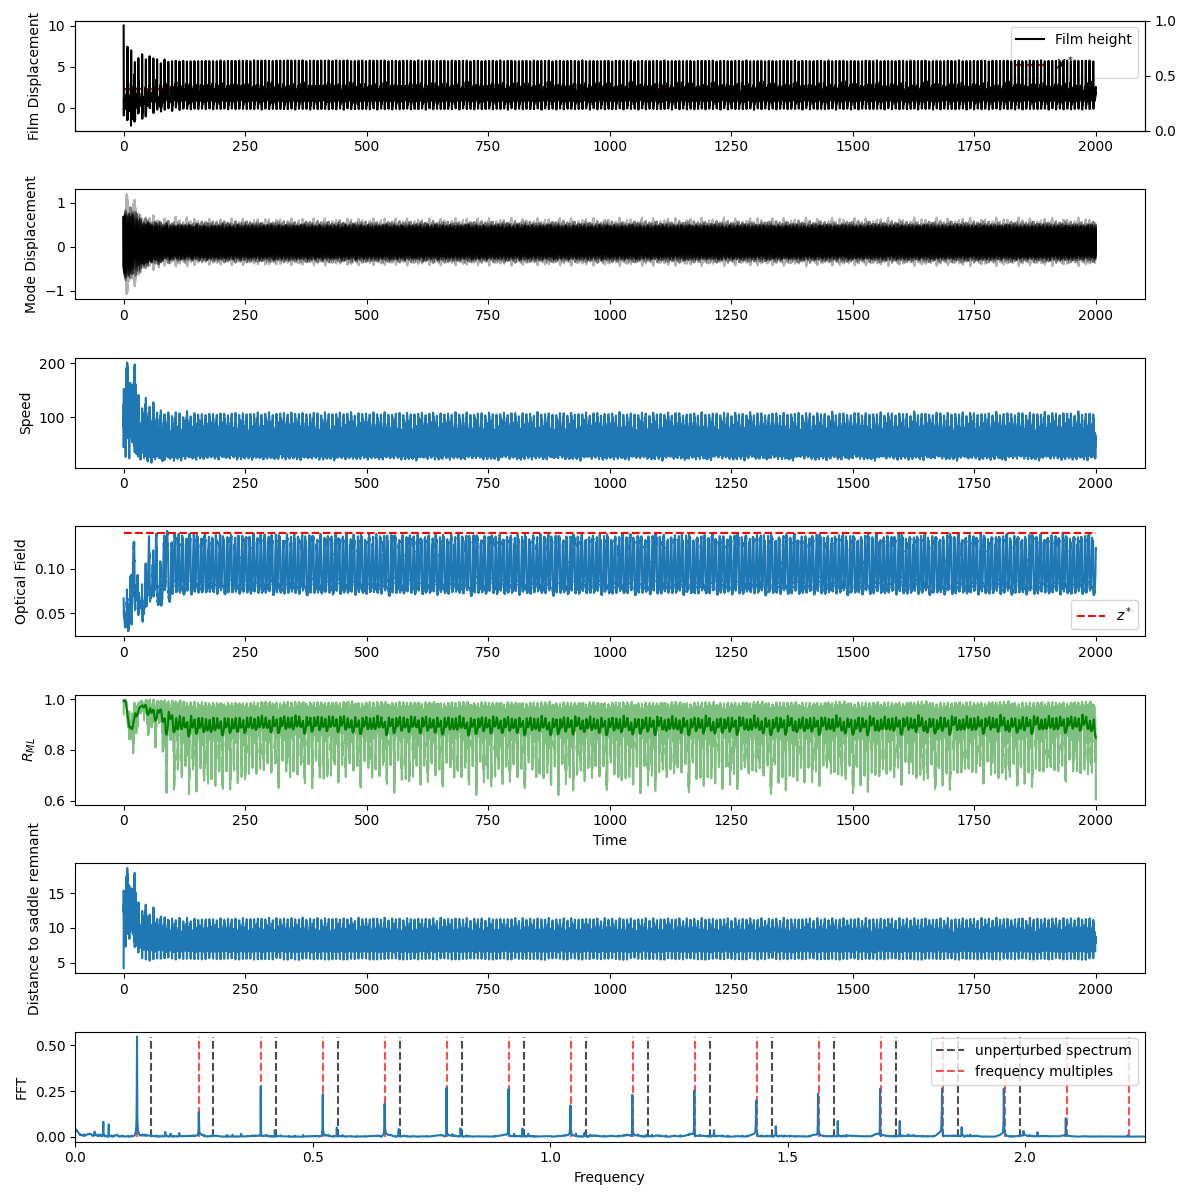 Film Displacement
10
5
0
1.0
0.5
0.0
Film height
x*
0 250 500 750 1000 1250 1500 1750 2000
Mode Displacement
1
0
−1
0 250 500 750 1000 1250 1500 1750 2000
Speed
200
100
0 250 500 750 1000 1250 1500 1750 2000
Optical Field
0.10
0.05
z*
0 250 500 750 1000 1250 1500 1750 2000
R_ML
1.0
0.8
0.6
0 250 500 750 1000 1250 1500 1750 2000
Time
Distance to saddle remnant
15
10
5
0 250 500 750 1000 1250 1500 1750 2000
FFT
0.50
0.25
0.00
unperturbed spectrum
frequency multiples
0.0 0.5 1.0 1.5 2.0
Frequency